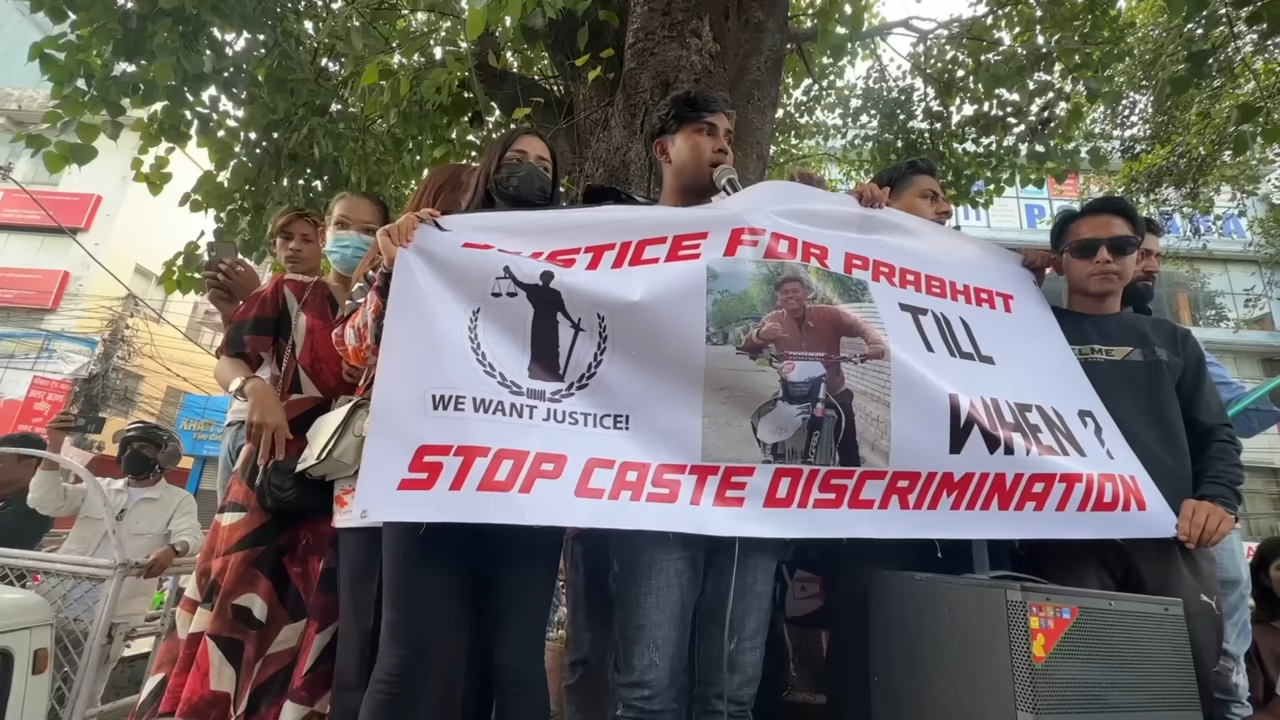 JUSTICE FOR PRABHAT
TILL
WHEN ?
WE WANT JUSTICE!
STOP CASTE DISCRIMINATION